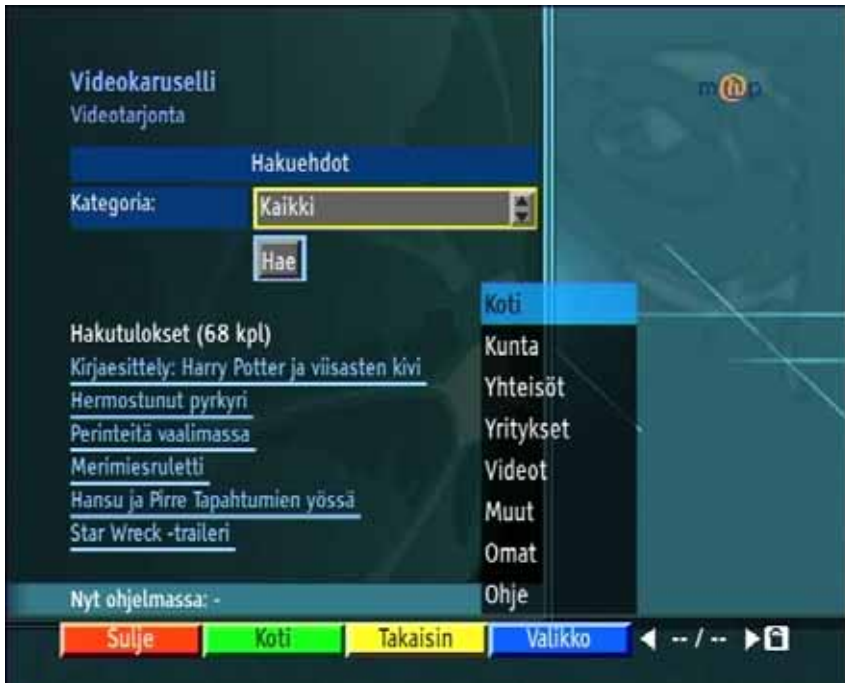 Videokaruselli
Videotarjonta
mhp
Hakuehdot
Kategoria:
Kaikki
Hae
Hakutulokset (68 kpl)
Kirjaesittely: Harry Potter ja viisasten kivi
Hermostunut pyrkyri
Perinteitä vaalimassa
Merimiesruletti
Hansu ja Pirre Tapahtumien yössä
Star Wreck -traileri
Koti
Kunta
Yhteisöt
Yritykset
Videot
Muut
Omat
Ohje
Nyt ohjelmassa: -
Sulje
Koti
Takaisin
Valikko
-- / --